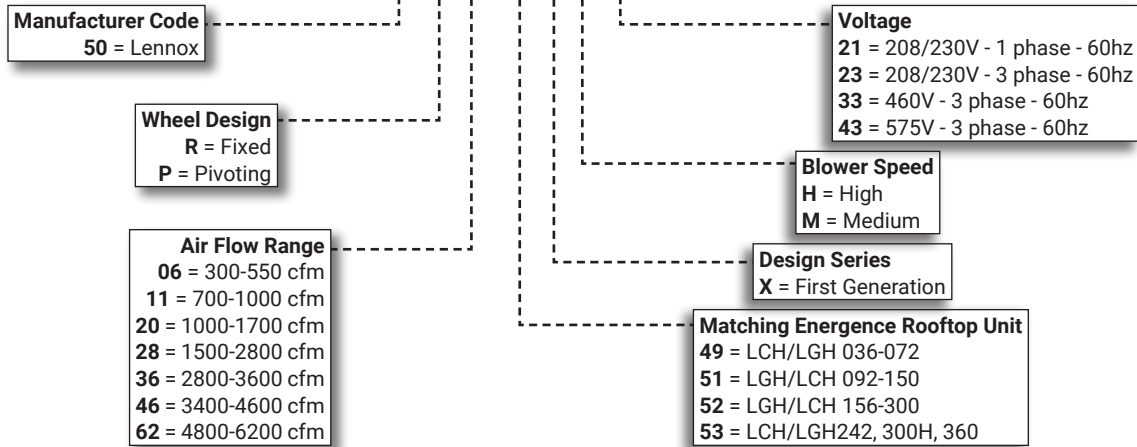 Manufacturer Code
50 = Lennox
Wheel Design
R = Fixed
P = Pivoting
Air Flow Range
06 = 300-550 cfm
11 = 700-1000 cfm
20 = 1000-1700 cfm
28 = 1500-2800 cfm
36 = 2800-3600 cfm
46 = 3400-4600 cfm
62 = 4800-6200 cfm
Voltage
21 = 208/230V - 1 phase - 60hz
23 = 208/230V - 3 phase - 60hz
33 = 460V - 3 phase - 60hz
43 = 575V - 3 phase - 60hz
Blower Speed
H = High
M = Medium
Design Series
X = First Generation
Matching Energence Rooftop Unit
49 = LCH/LGH 036-072
51 = LGH/LCH 092-150
52 = LGH/LCH 156-300
53 = LCH/LGH242, 300H, 360